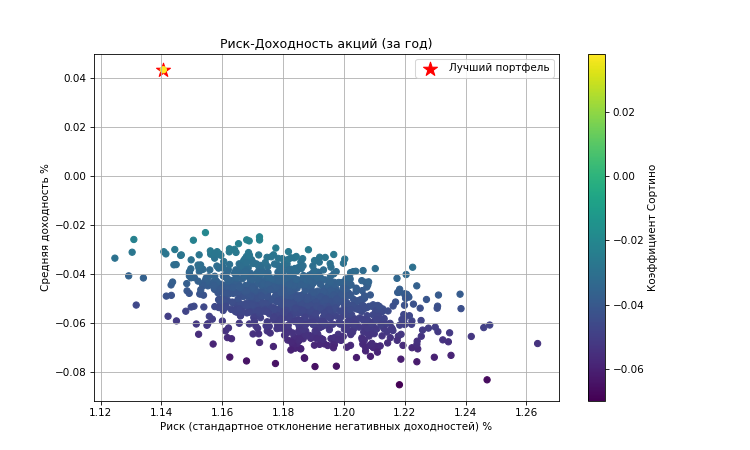 Риск-Доходность акций (за год)
Лучший портфель
Средняя доходность %
0.04
0.02
0.00
−0.02
−0.04
−0.06
−0.08
1.12 1.14 1.16 1.18 1.20 1.22 1.24 1.26
Риск (стандартное отклонение негативных доходностей) %
0.02
0.00
−0.02
−0.04
−0.06
Коэффициент Сортино